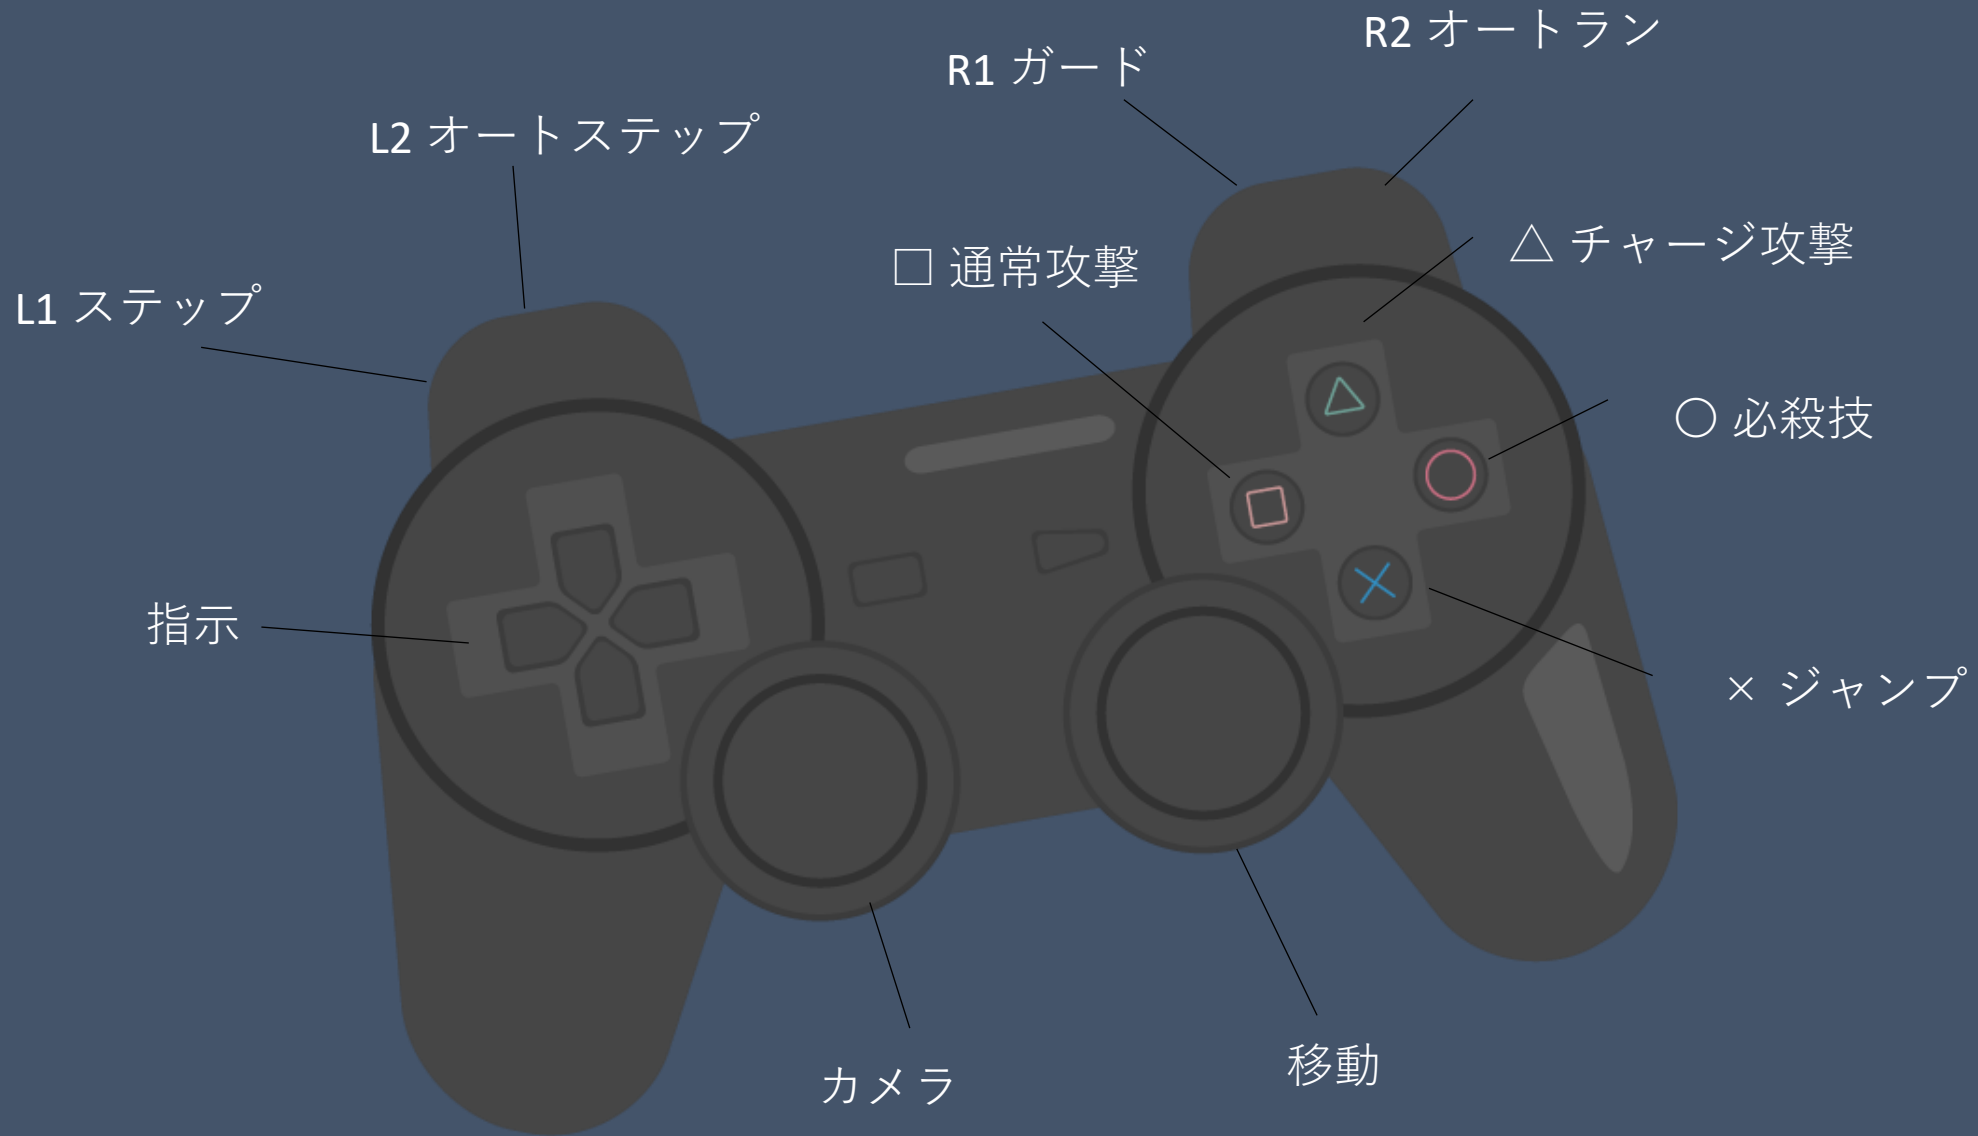 R2 オートラン
R1 ガード
L2 オートステップ
△ チャージ攻撃
□ 通常攻撃
L1 ステップ
〇 必殺技
指示
× ジャンプ
移動
カメラ